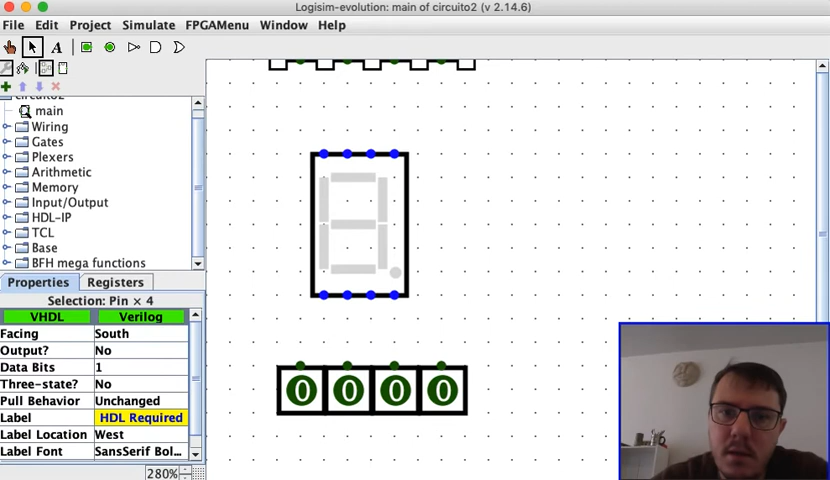 Logisim-evolution: main of circuito2 (v 2.14.6)
File Edit Project Simulate FPGAMenu Window Help
A
circuito2
main
Wiring
Gates
Plexers
Arithmetic
Memory
Input/Output
HDL-IP
TCL
Base
BFH mega functions
Properties Registers
Selection: Pin × 4
VHDL Verilog
Facing South
Output? No
Data Bits 1
Three-state? No
Pull Behavior Unchanged
Label HDL Required
Label Location West
Label Font SansSerif Bol...
280%
0 0 0 0